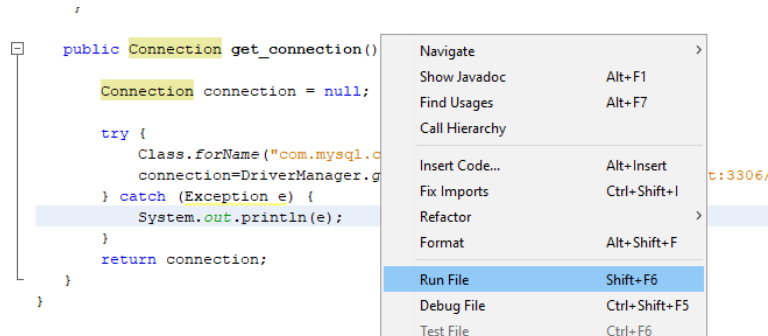 public Connection get_connection()
Connection connection = null;
try {
Class.forName("com.mysql.c
connection=DriverManager.g
t:3306/
} catch (Exception e) {
System.out.println(e);
}
return connection;
}
}
Navigate
Show Javadoc Alt+F1
Find Usages Alt+F7
Call Hierarchy
Insert Code... Alt+Insert
Fix Imports Ctrl+Shift+I
Refactor
Format Alt+Shift+F
Run File Shift+F6
Debug File Ctrl+Shift+F5
Test File Ctrl+F6